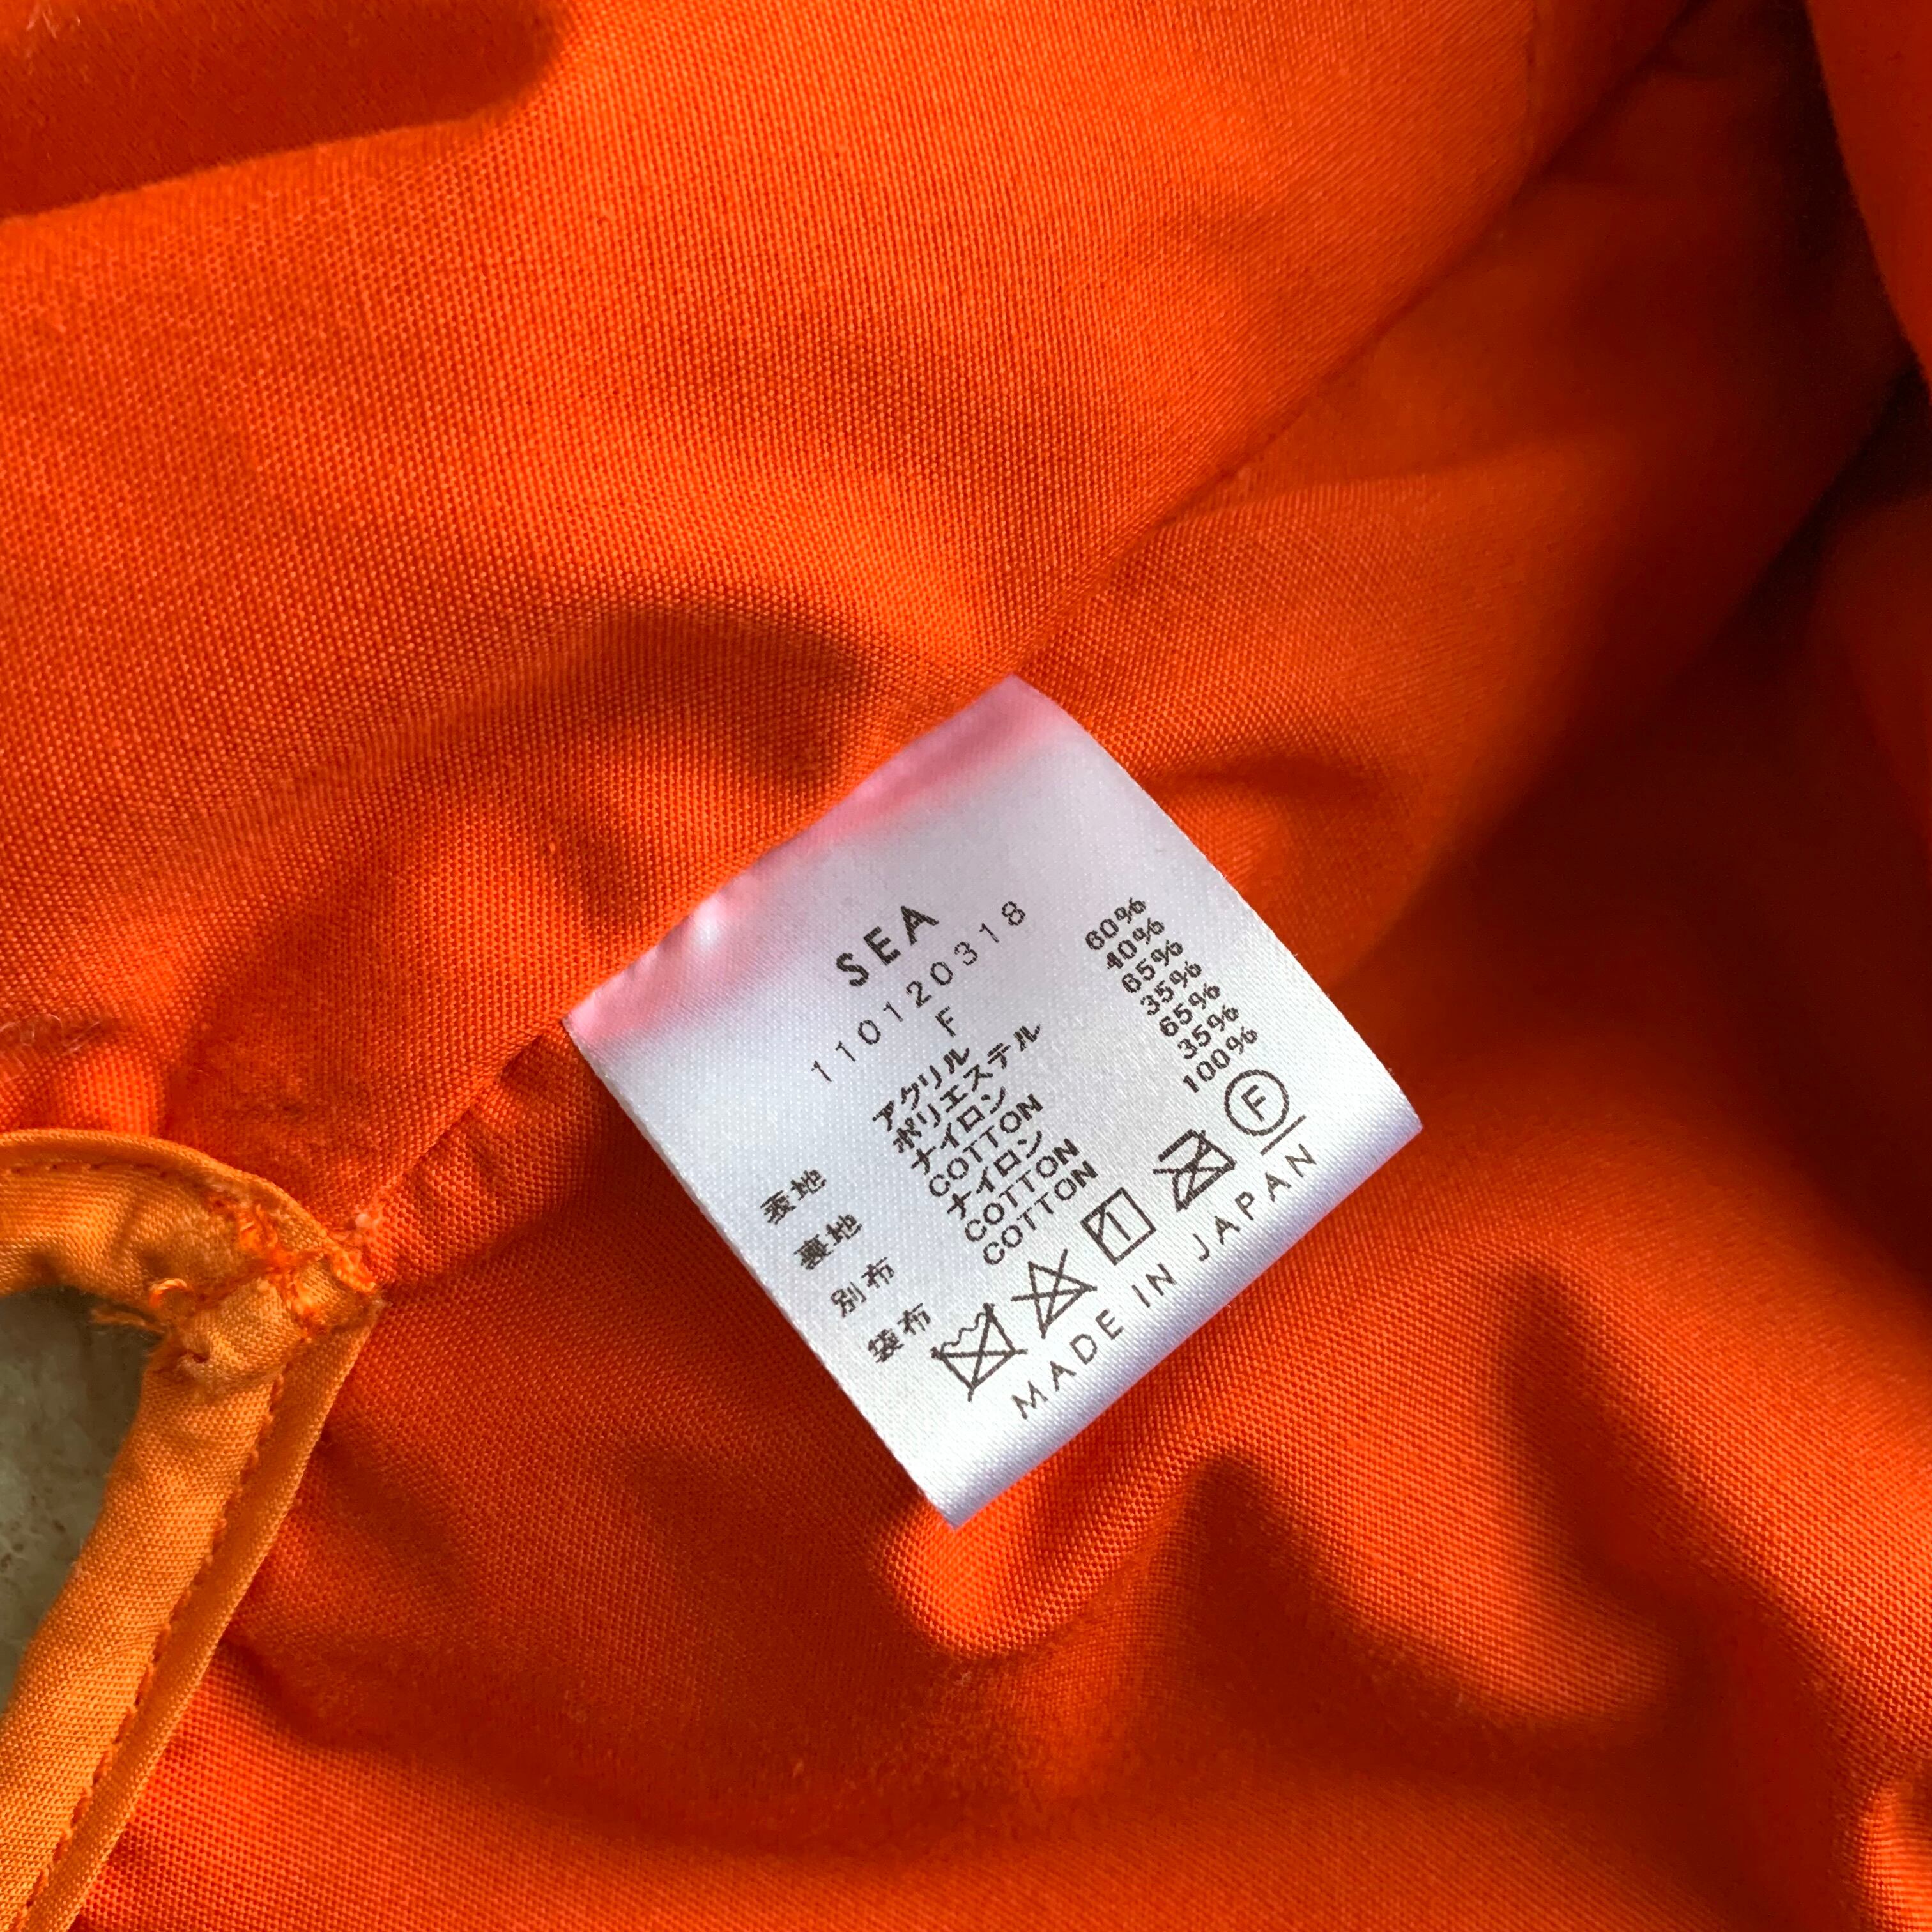 SEA
110120318
F
表地 アクリル 60%
ポリエステル 40%
裏地 ナイロン 65%
COTTON 35%
別布 ナイロン 65%
COTTON 35%
袋布 COTTON 100%
1 F
MADE IN JAPAN